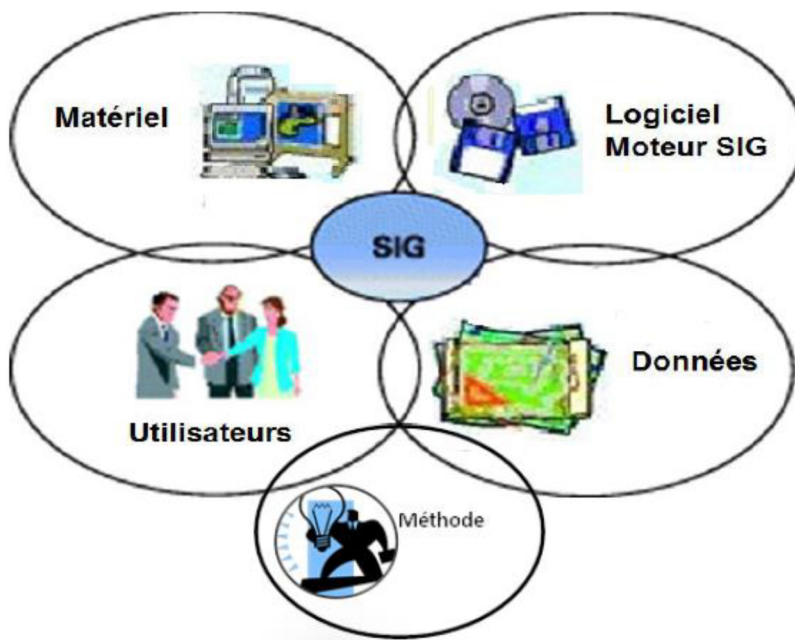 Matériel
Logiciel
Moteur SIG
SIG
Utilisateurs
Données
Méthode